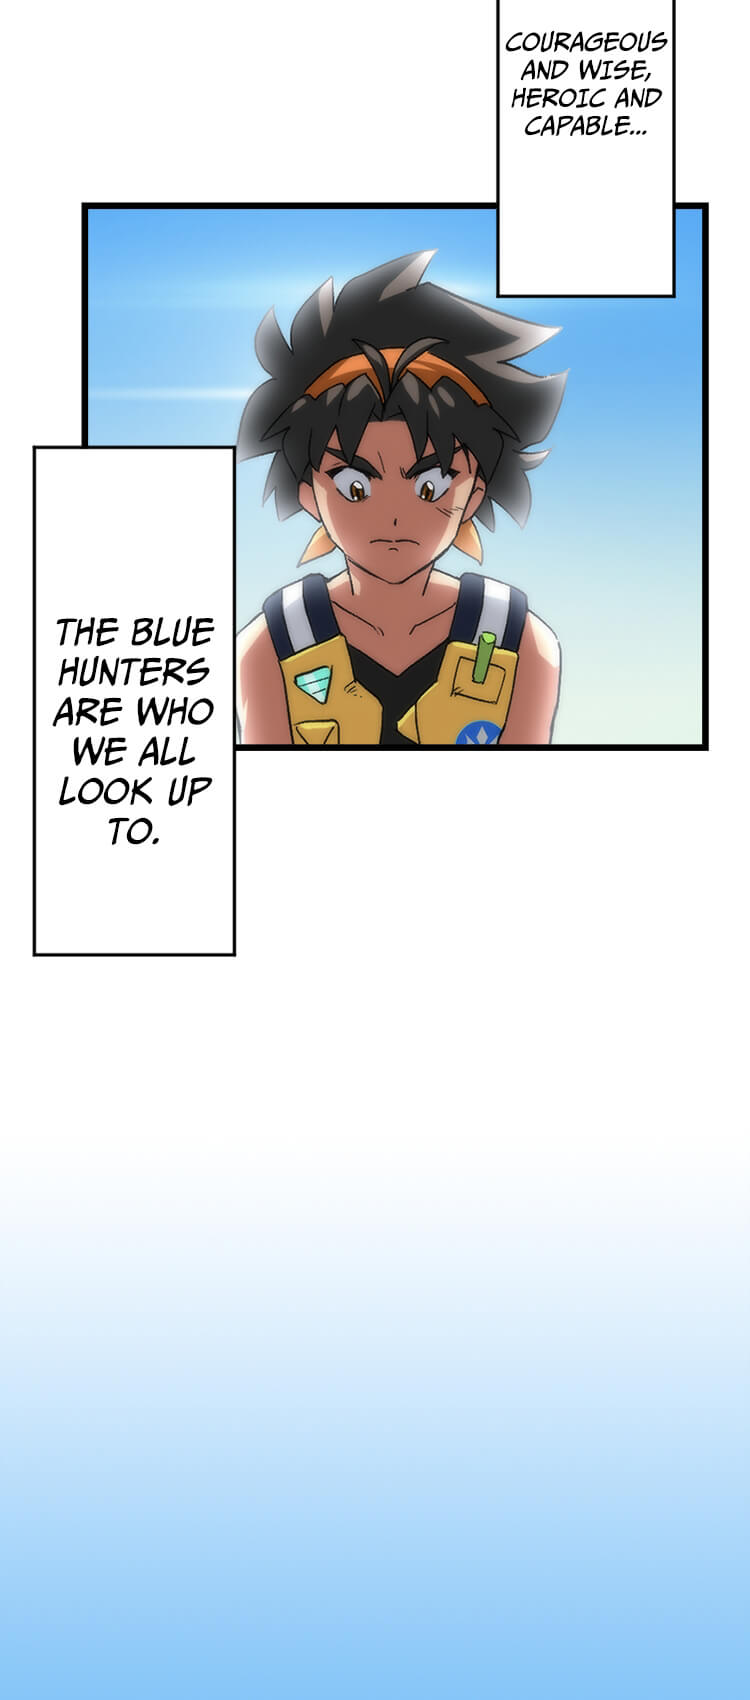 COURAGEOUS
AND WISE,
HEROIC AND
CAPABLE...
THE BLUE
HUNTERS
ARE WHO
WE ALL
LOOK UP
TO.